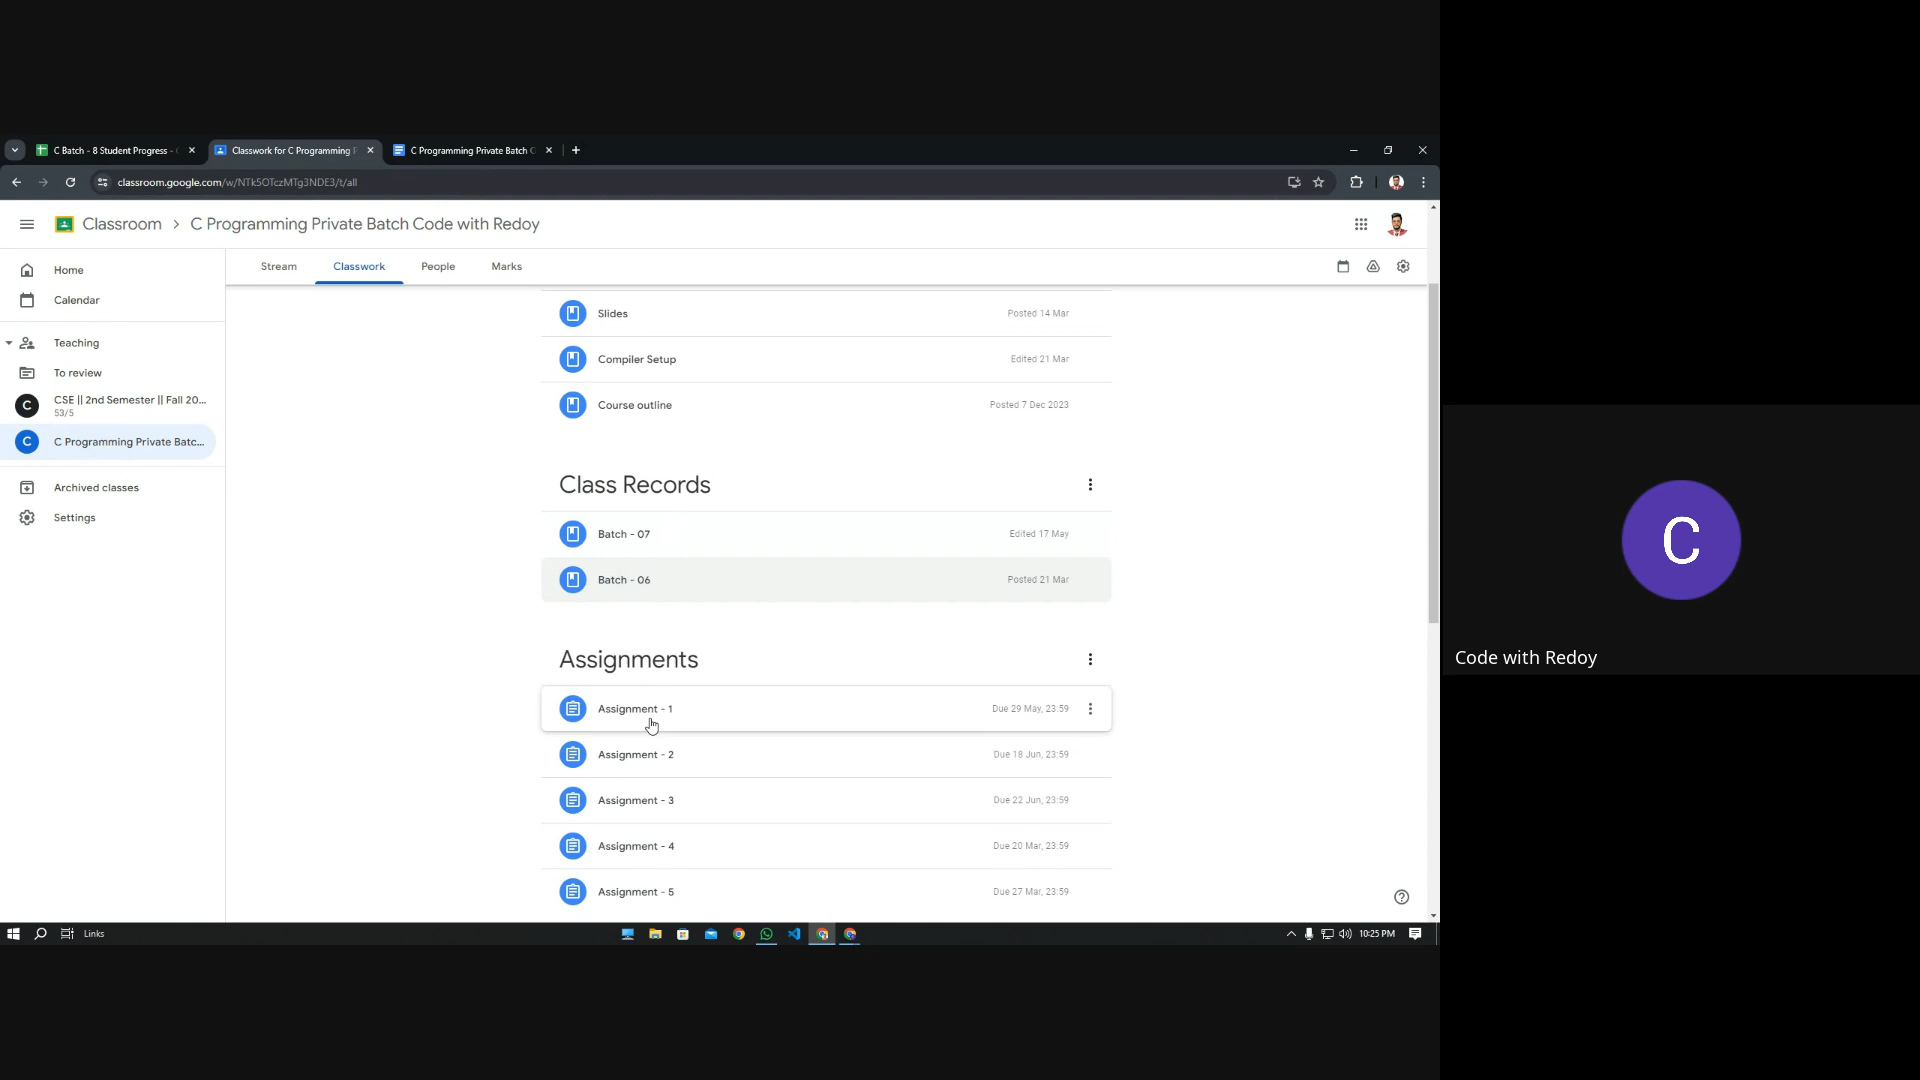 C Batch - 8 Student Progress -
Classwork for C Programming P
C Programming Private Batch C
classroom.google.com/w/NTk5OTczMTg3NDE3/t/all
Classroom > C Programming Private Batch Code with Redoy
Stream Classwork People Marks
Home
Calendar
Teaching
To review
C CSE || 2nd Semester || Fall 20...
53/5
C C Programming Private Batc...
Archived classes
Settings
Slides Posted 14 Mar
Compiler Setup Edited 21 Mar
Course outline Posted 7 Dec 2023
Class Records
Batch - 07 Edited 17 May
Batch - 06 Posted 21 Mar
Assignments
Assignment - 1 Due 29 May, 23:59
Assignment - 2 Due 18 Jun, 23:59
Assignment - 3 Due 22 Jun, 23:59
Assignment - 4 Due 20 Mar, 23:59
Assignment - 5 Due 27 Mar, 23:59
Links
10:25 PM
C
Code with Redoy